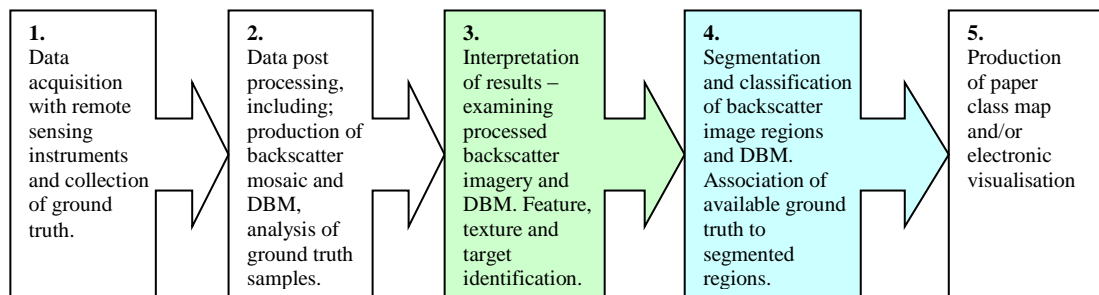 1.
Data
acquisition
with remote
sensing
instruments
and collection
of ground
truth.
2.
Data post
processing,
including;
production of
backscatter
mosaic and
DBM,
analysis of
ground truth
samples.
3.
Interpretation
of results –
examining
processed
backscatter
imagery and
DBM. Feature,
texture and
target
identification.
4.
Segmentation
and classification
of backscatter
image regions
and DBM.
Association of
available ground
truth to
segmented
regions.
5.
Production
of paper
class map
and/or
electronic
visualisation